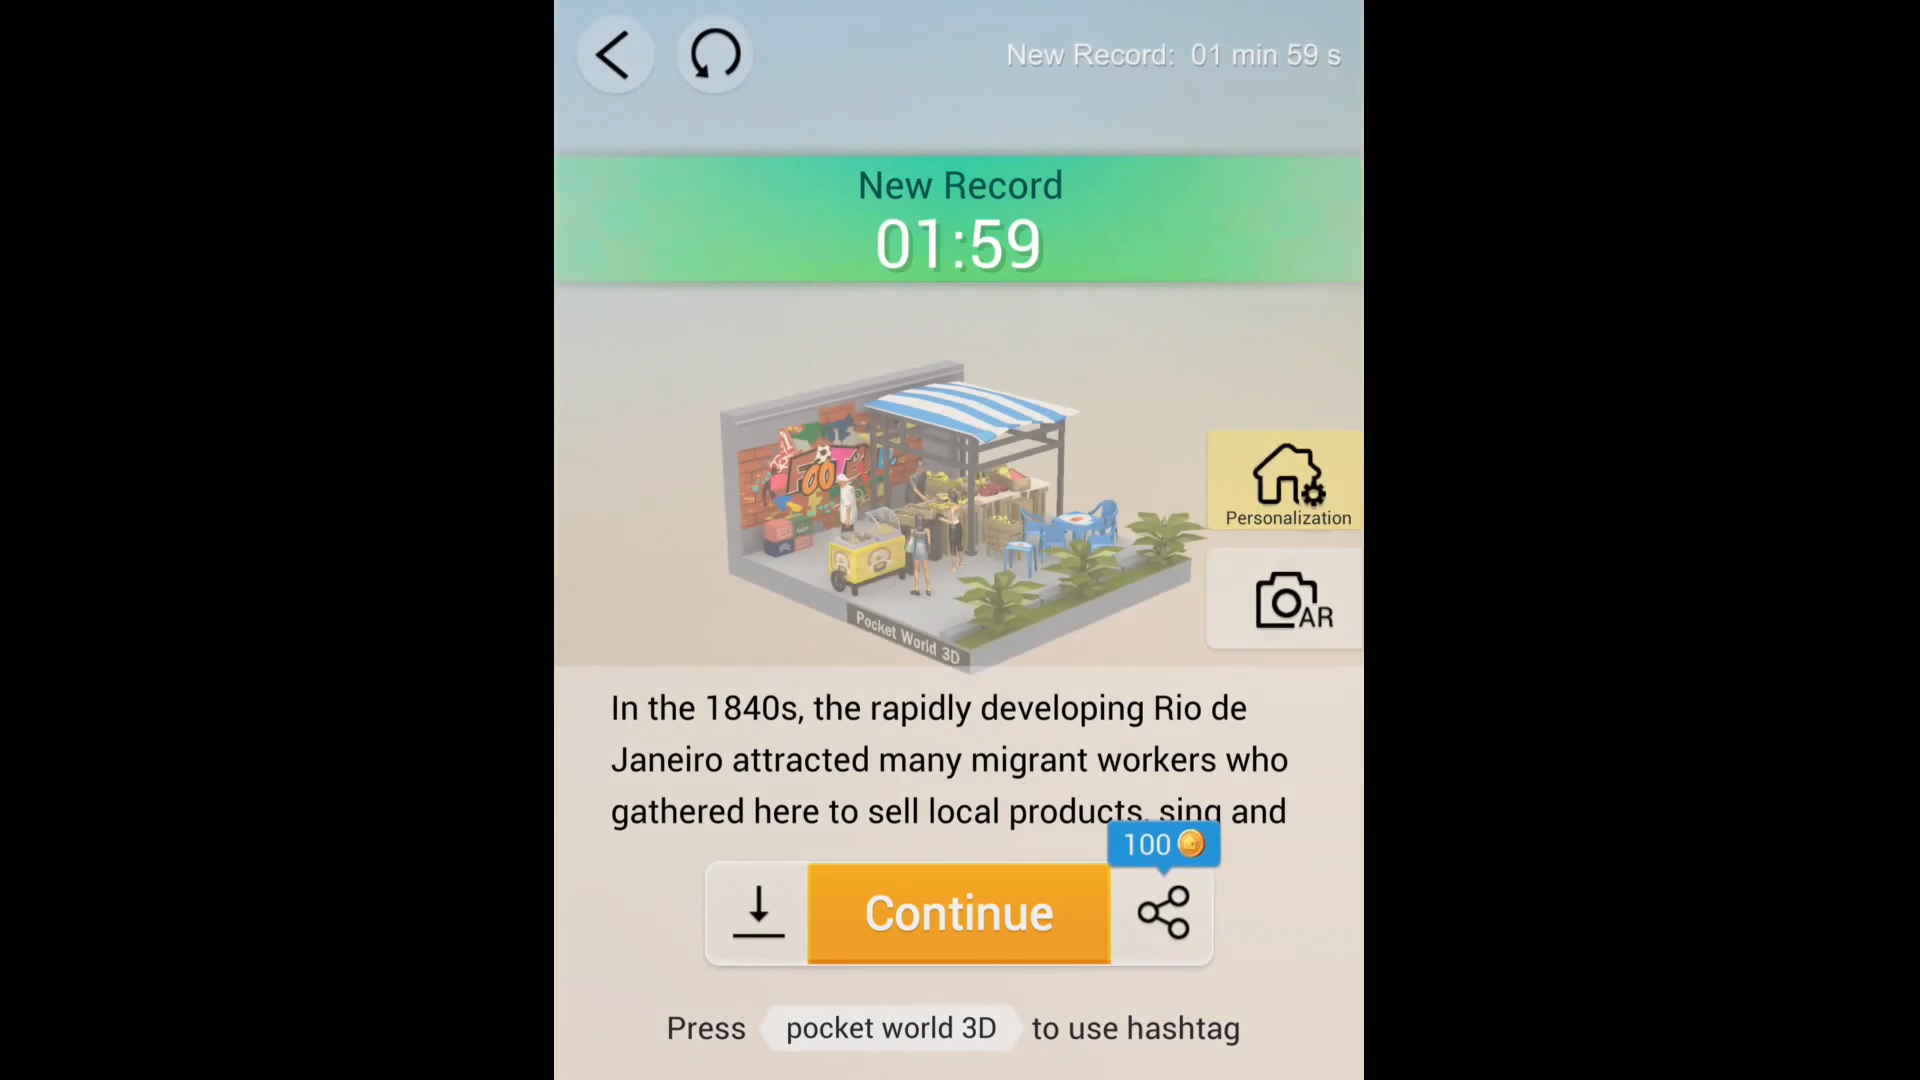 New Record: 01 min 59 s
New Record
01:59
FOOT
Personalization
AR
Pocket World 3D
In the 1840s, the rapidly developing Rio de
Janeiro attracted many migrant workers who
gathered here to sell local products, sing and
100
Continue
Press pocket world 3D to use hashtag